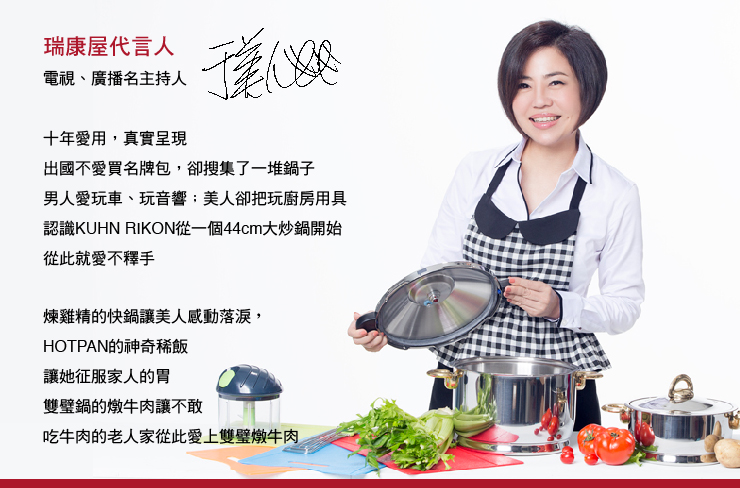 瑞康屋代言人
電視、廣播名主持人
十年愛用，真實呈現
出國不愛買名牌包，卻搜集了一堆鍋子
男人愛玩車、玩音響；美人卻把玩廚房用具
認識KUHN RIKON從一個44cm大炒鍋開始
從此就愛不釋手
煉雞精的快鍋讓美人感動落淚，
HOTPAN的神奇稀飯
讓她征服家人的胃
雙璧鍋的燉牛肉讓不敢
吃牛肉的老人家從此愛上雙璧燉牛肉